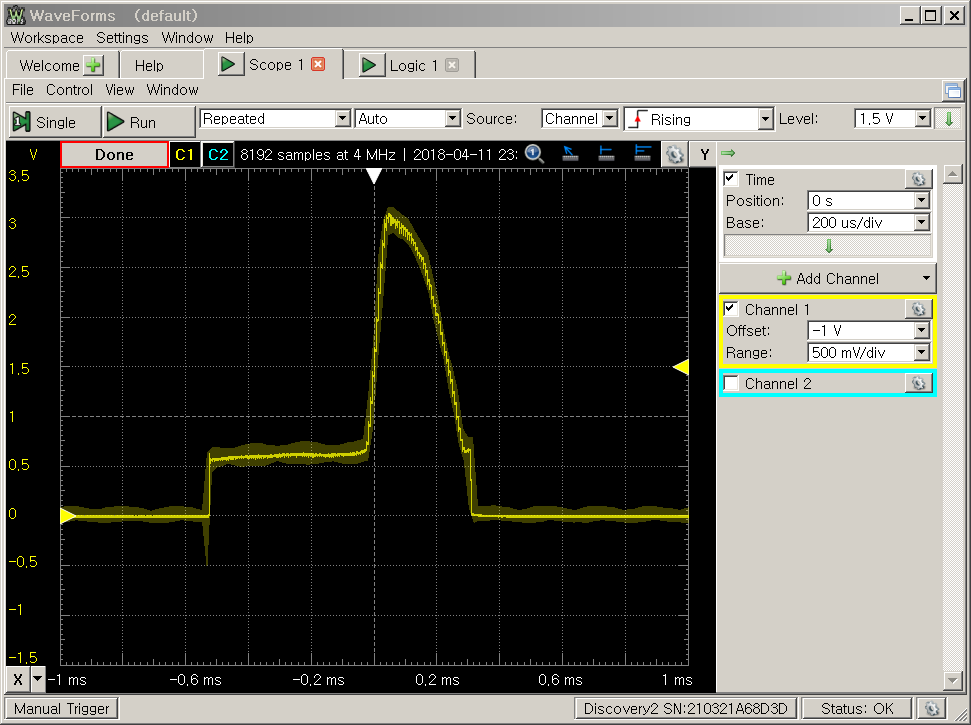 WaveForms (default)
Workspace Settings Window Help
Welcome Help Scope 1 Logic 1
File Control View Window
Single Run Repeated Auto Source: Channel Rising Level: 1.5 V
V Done C1 C2 8192 samples at 4 MHz | 2018-04-11 23: Y
3.5
3
2.5
2
1.5
1
0.5
0
-0.5
-1
-1.5
X -1 ms -0.6 ms -0.2 ms 0.2 ms 0.6 ms 1 ms
Time
Position: 0 s
Base: 200 us/div
Add Channel
Channel 1
Offset: -1 V
Range: 500 mV/div
Channel 2
Manual Trigger Discovery2 SN:210321A68D3D Status: OK